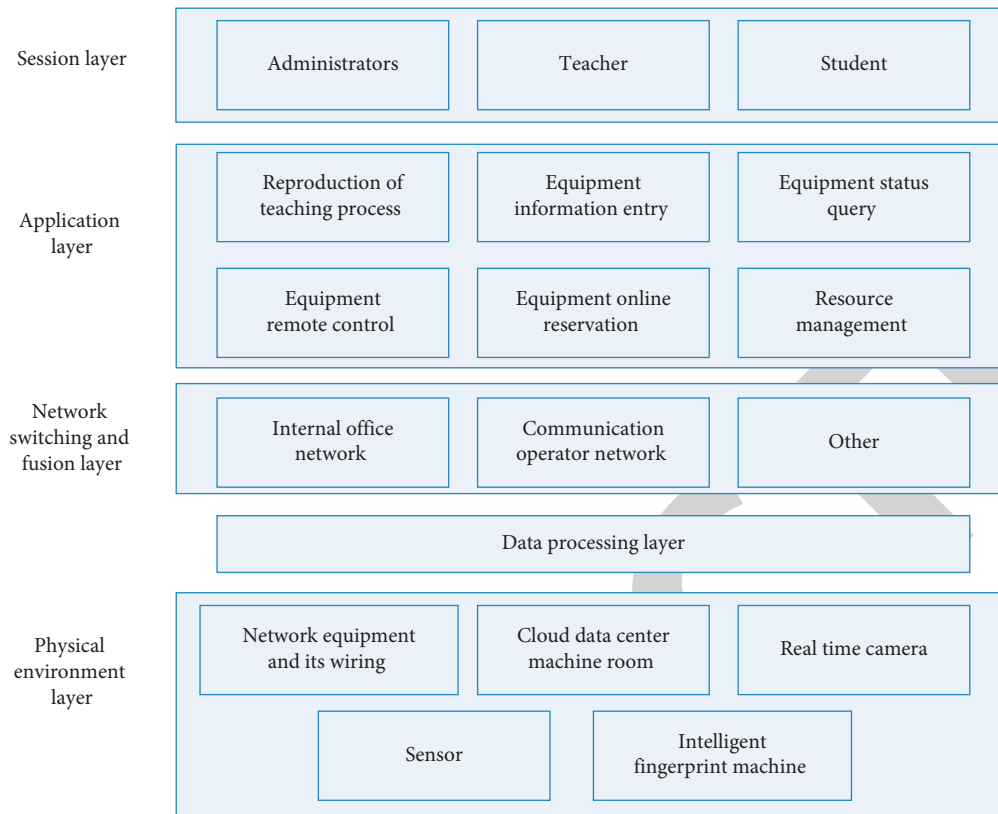 Session layer
Administrators
Teacher
Student
Application
layer
Reproduction of
teaching process
Equipment
information entry
Equipment status
query
Equipment
remote control
Equipment online
reservation
Resource
management
Network
switching and
fusion layer
Internal office
network
Communication
operator network
Other
Data processing layer
Physical
environment
layer
Network equipment
and its wiring
Cloud data center
machine room
Real time camera
Sensor
Intelligent
fingerprint machine